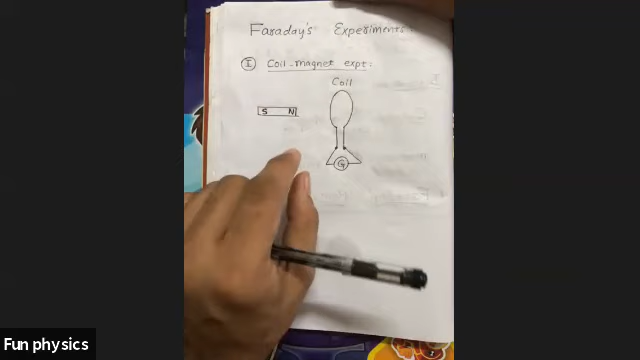 Faraday's Experiments
I Coil-magnet expt:
Coil
S N
G
Fun physics